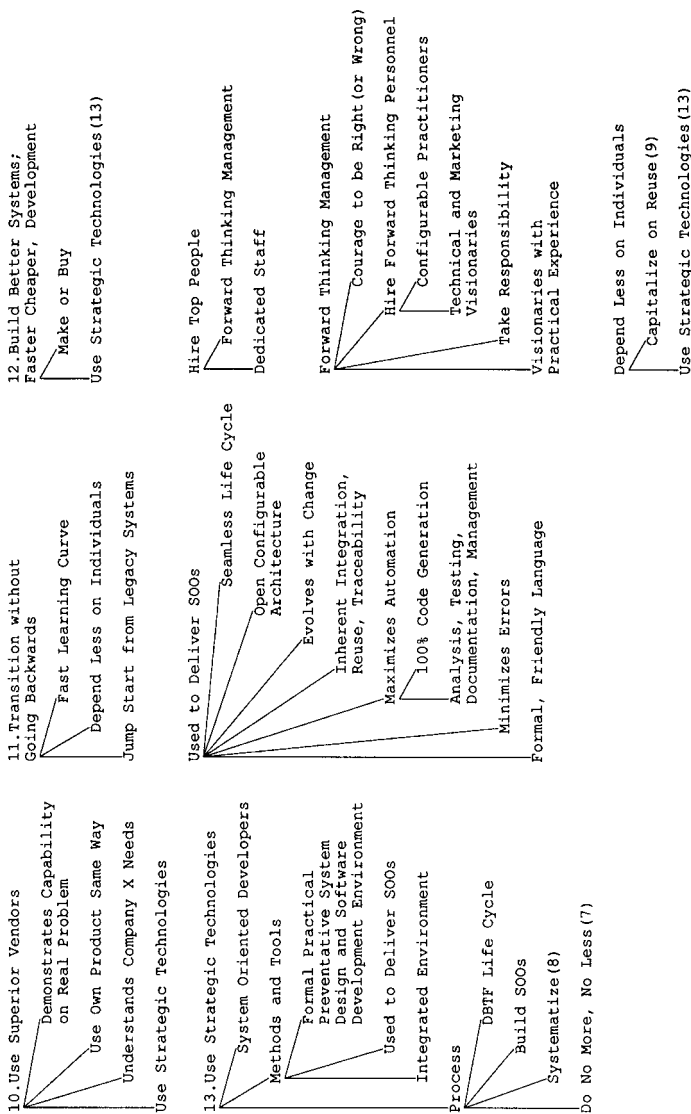 10.Use Superior Vendors
Demonstrates Capability
on Real Problem
Use Own Product Same Way
Understands Company X Needs
Use Strategic Technologies
11.Transition without
Going Backwards
Fast Learning Curve
Depend Less on Individuals
Jump Start from Legacy Systems
12.Build Better Systems;
Faster Cheaper, Development
Make or Buy
Use Strategic Technologies(13)
13.Use Strategic Technologies
System Oriented Developers
Methods and Tools
Formal Practical
Preventative System
Design and Software
Development Environment
Used to Deliver SOOs
Integrated Environment
Process
DBTF Life Cycle
Build SOOs
Systematize(8)
Do No More, No Less(7)
Used to Deliver SOOs
Seamless Life Cycle
Open Configurable
Architecture
Evolves with Change
Inherent Integration,
Reuse, Traceability
Maximizes Automation
100% Code Generation
Analysis, Testing,
Documentation, Management
Minimizes Errors
Formal, Friendly Language
Hire Top People
Forward Thinking Management
Dedicated Staff
Forward Thinking Management
Courage to be Right(or Wrong)
Hire Forward Thinking Personnel
Configurable Practitioners
Technical and Marketing
Visionaries
Take Responsibility
Visionaries with
Practical Experience
Depend Less on Individuals
Capitalize on Reuse(9)
Use Strategic Technologies(13)